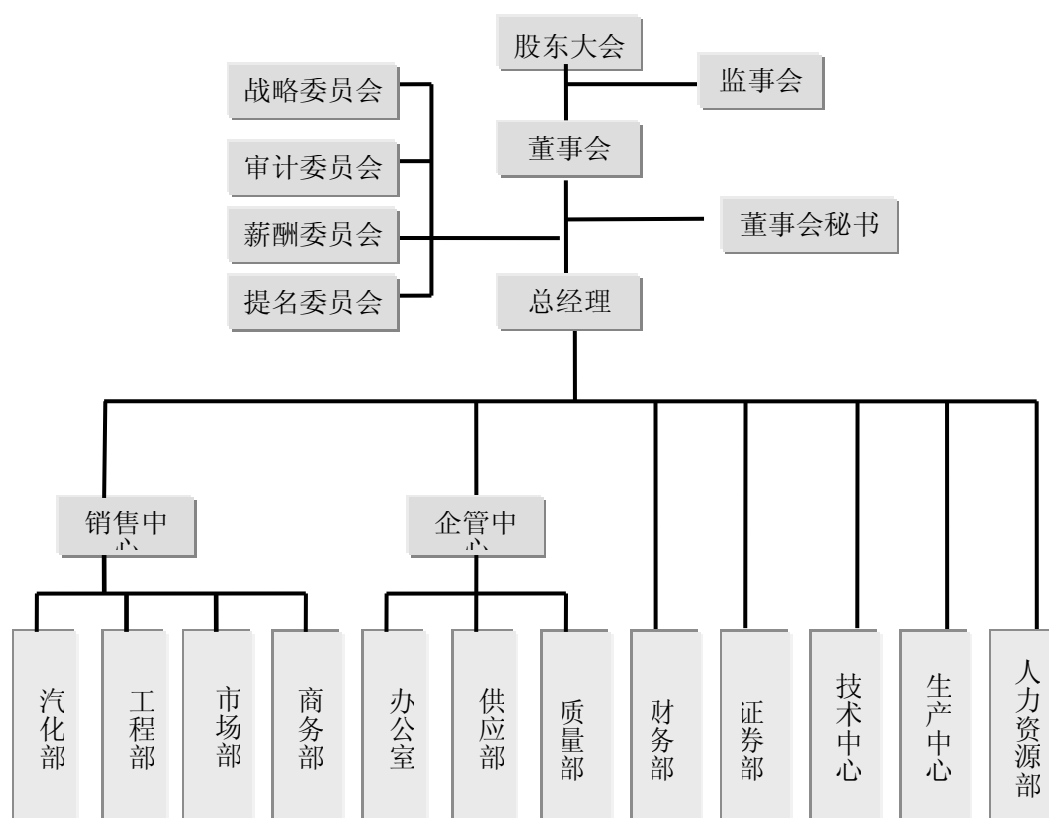 股东大会
监事会
战略委员会
董事会
审计委员会
薪酬委员会
董事会秘书
提名委员会
总经理
销售中心
企管中心
汽化部
工程部
市场部
商务部
办公室
供应部
质量部
财务部
证券部
技术中心
生产中心
人力资源部